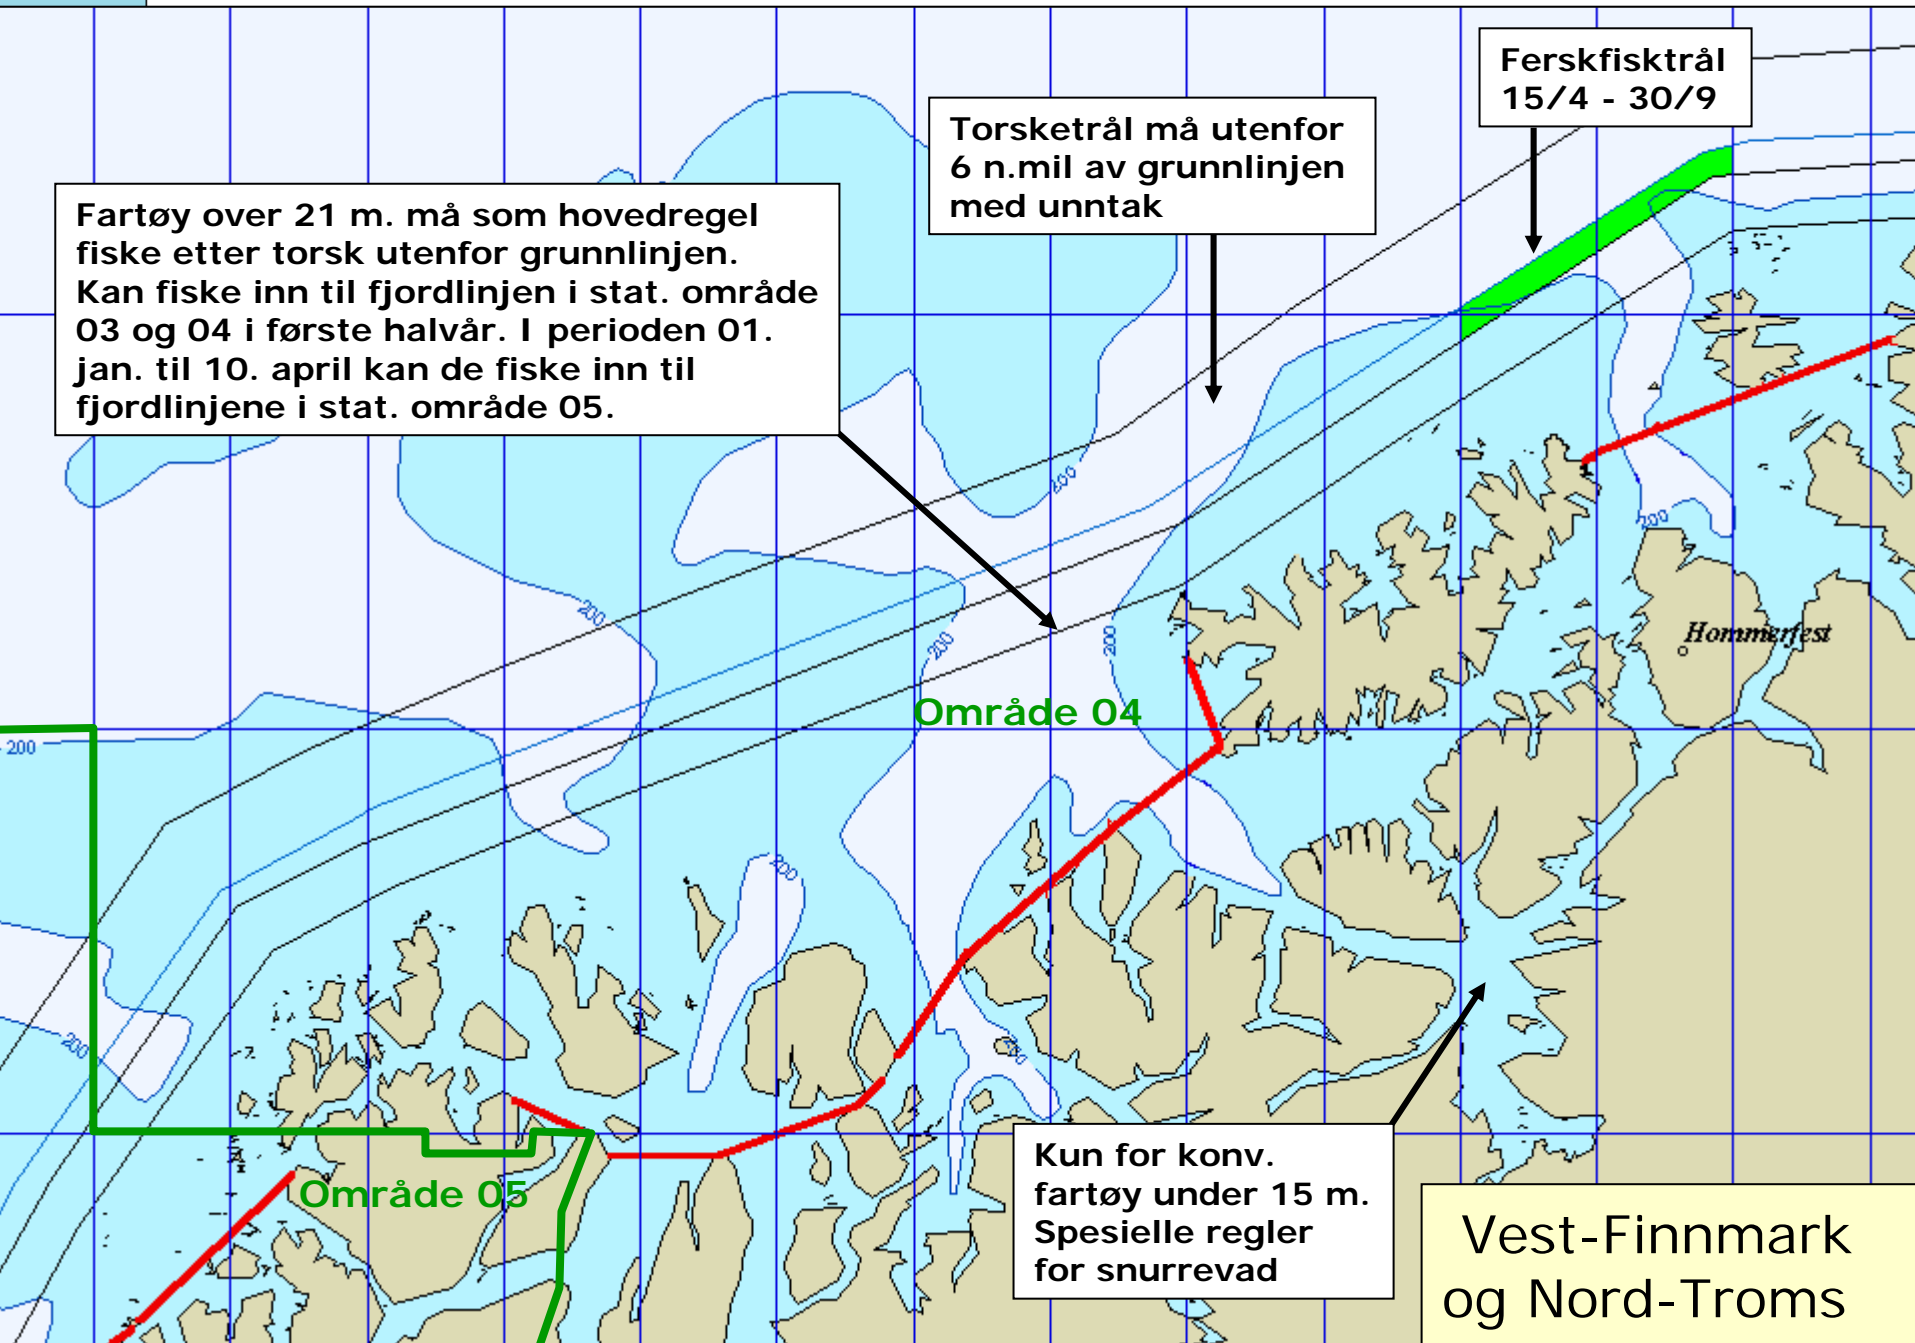 Ferskfisktrål
15/4 - 30/9
Torsketrål må utenfor
6 n.mil av grunnlinjen
med unntak
Fartøy over 21 m. må som hovedregel
fiske etter torsk utenfor grunnlinjen.
Kan fiske inn til fjordlinjen i stat. område
03 og 04 i første halvår. I perioden 01.
jan. til 10. april kan de fiske inn til
fjordlinjene i stat. område 05.
200
200
200
200
200
Hommerfest
Område 04
200
200
200
200
Område 05
Kun for konv.
fartøy under 15 m.
Spesielle regler
for snurrevad
Vest-Finnmark
og Nord-Troms